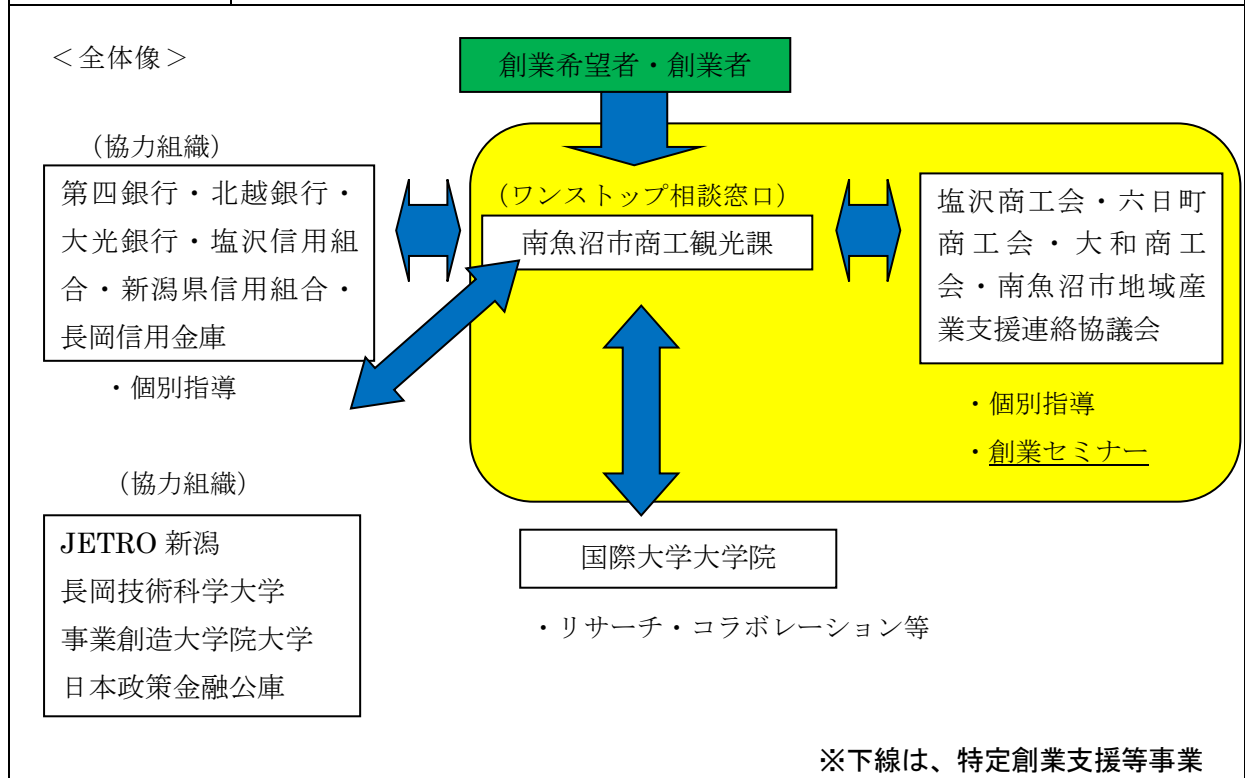 ＜全体像＞
創業希望者・創業者
（協力組織）
第四銀行・北越銀行・
大光銀行・塩沢信用組
合・新潟県信用組合・
長岡信用金庫
・個別指導
（ワンストップ相談窓口）
南魚沼市商工観光課
塩沢商工会・六日町
商工会・大和商工
会・南魚沼市地域産
業支援連絡協議会
・個別指導
・創業セミナー
（協力組織）
JETRO 新潟
長岡技術科学大学
事業創造大学院大学
日本政策金融公庫
国際大学大学院
・リサーチ・コラボレーション等
※下線は、特定創業支援等事業